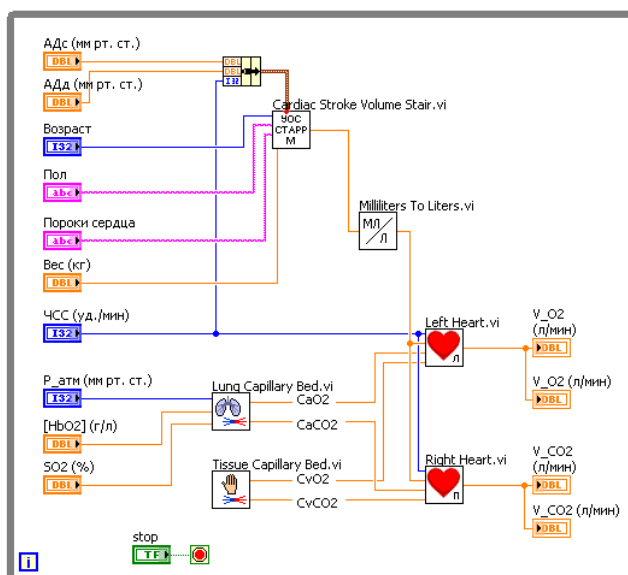 АДс (мм рт. ст.)
DBL
АДд (мм рт. ст.)
DBL
DBL
DBL
I32
Cardiac Stroke Volume Stair.vi
УОС
СТАРР
М
Возраст
I32
Пол
abc
Milliliters To Liters.vi
МЛ
Л
Пороки сердца
abc
Вес (кг)
DBL
ЧСС (уд./мин)
I32
Left Heart.vi
Л
V_O2
(л/мин)
DBL
V_O2 (л/мин)
DBL
P_атм (мм рт. ст.)
I32
Lung Capillary Bed.vi
CaO2
CaCO2
[HbO2] (г/л)
DBL
SO2 (%)
DBL
Tissue Capillary Bed.vi
CvO2
CvCO2
Right Heart.vi
П
V_CO2
(л/мин)
DBL
V_CO2 (л/мин)
DBL
stop
TF
i